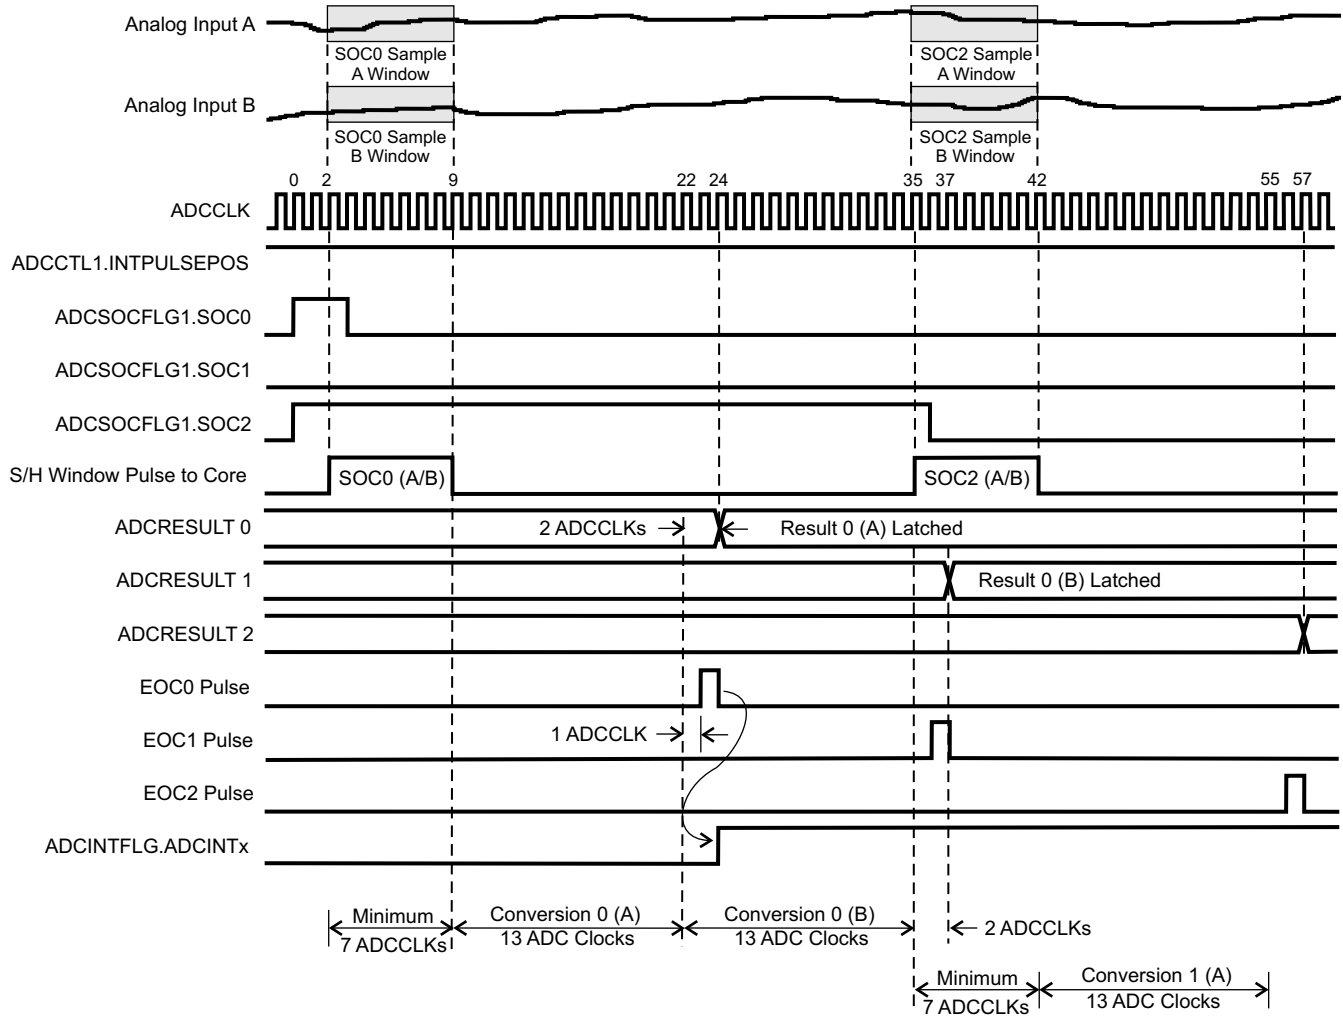 Analog Input A
SOC0 Sample
A Window
SOC2 Sample
A Window
Analog Input B
SOC0 Sample
B Window
SOC2 Sample
B Window
0 2 9 22 24 35 37 42 55 57
ADCCLK
ADCCTL1.INTPULSEPOS
ADCSOCFLG1.SOC0
ADCSOCFLG1.SOC1
ADCSOCFLG1.SOC2
S/H Window Pulse to Core
SOC0 (A/B)
SOC2 (A/B)
ADCRESULT 0
2 ADCCLKs
Result 0 (A) Latched
ADCRESULT 1
Result 0 (B) Latched
ADCRESULT 2
EOC0 Pulse
EOC1 Pulse
1 ADCCLK
EOC2 Pulse
ADCINTFLG.ADCINTx
Minimum
7 ADCCLKs
Conversion 0 (A)
13 ADC Clocks
Conversion 0 (B)
13 ADC Clocks
2 ADCCLKs
Minimum
7 ADCCLKs
Conversion 1 (A)
13 ADC Clocks